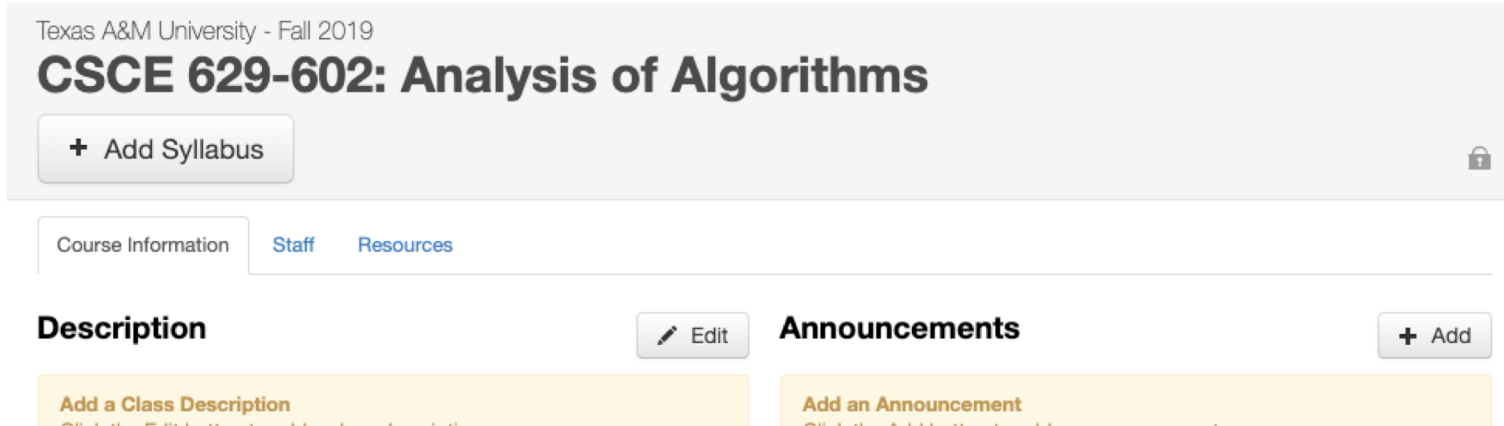 Texas A&M University - Fall 2019
CSCE 629-602: Analysis of Algorithms
+ Add Syllabus
Course Information Staff Resources
Description
Edit
Announcements
+ Add
Add a Class Description
Add an Announcement